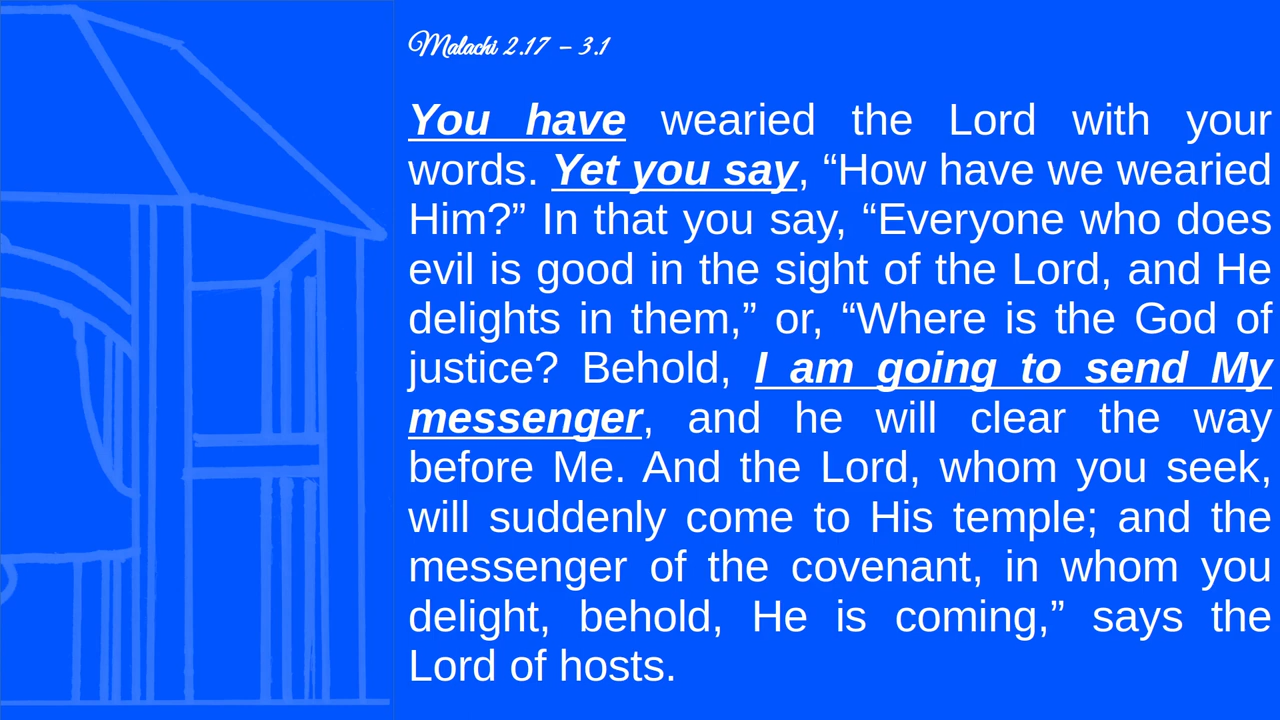 Malachi 2.17 – 3.1
You have wearied the Lord with your
words. Yet you say, “How have we wearied
Him?” In that you say, “Everyone who does
evil is good in the sight of the Lord, and He
delights in them,” or, “Where is the God of
justice? Behold, I am going to send My
messenger, and he will clear the way
before Me. And the Lord, whom you seek,
will suddenly come to His temple; and the
messenger of the covenant, in whom you
delight, behold, He is coming,” says the
Lord of hosts.